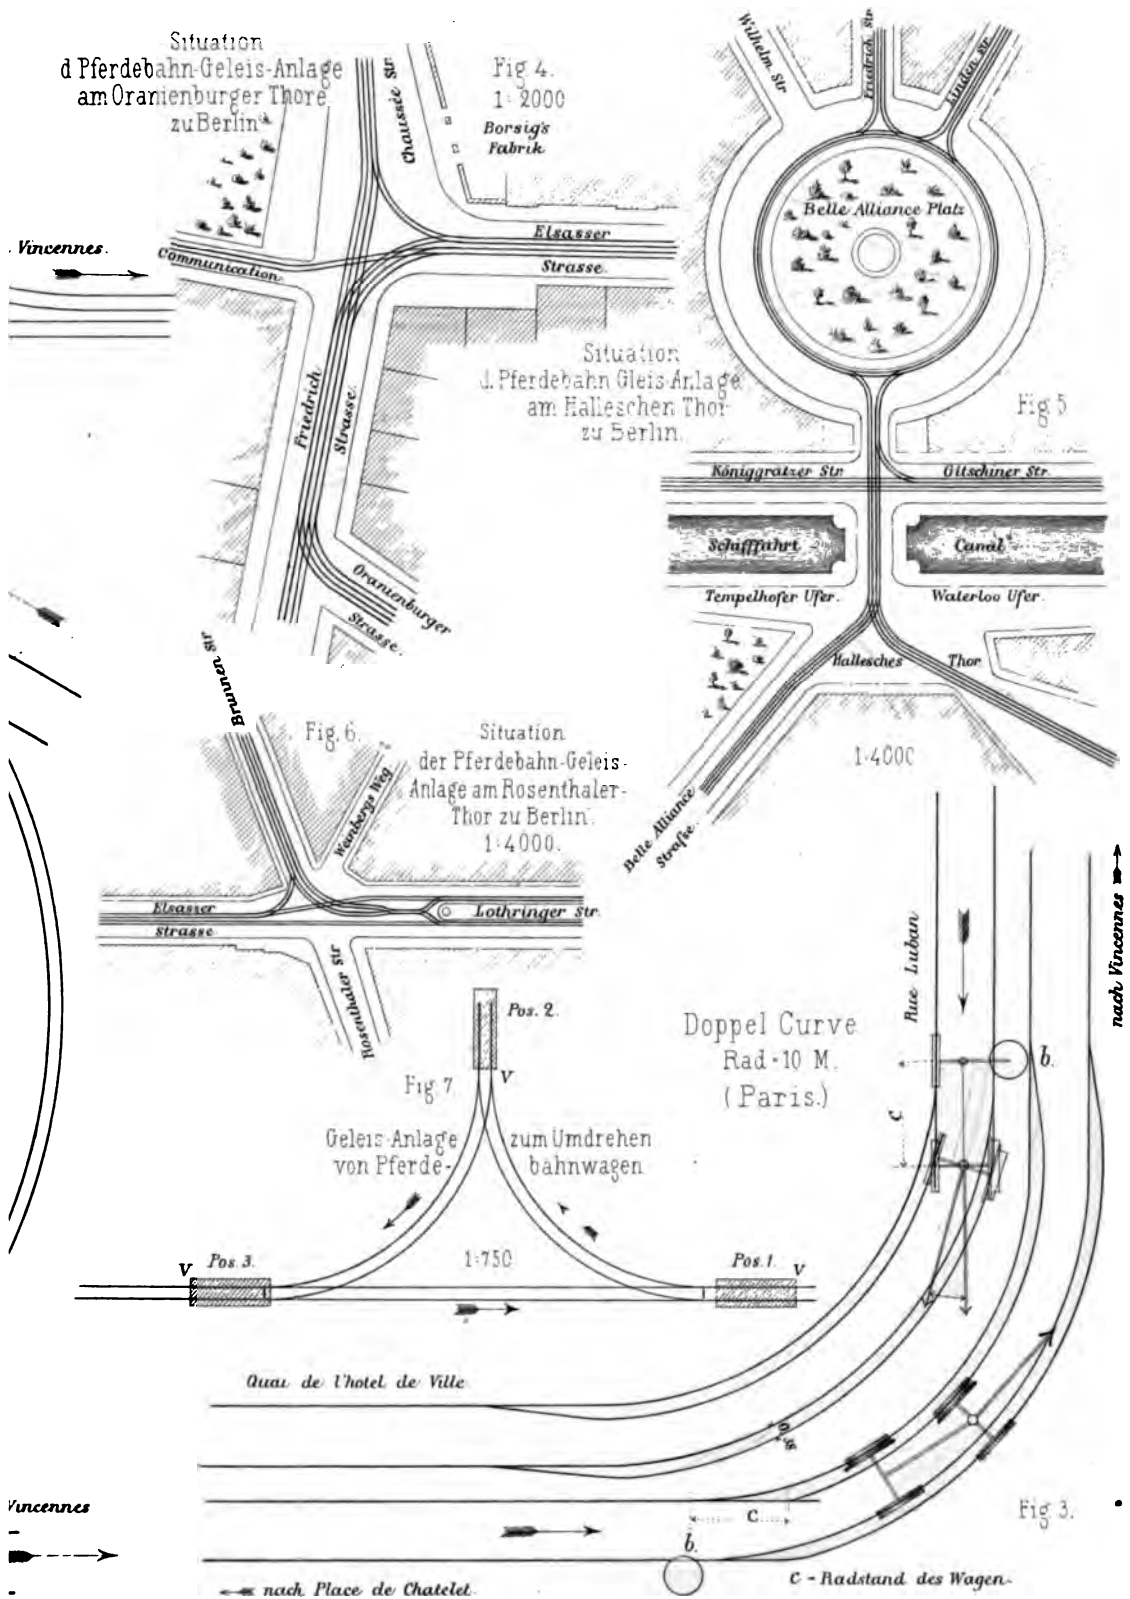 Situation
d Pferdebahn-Geleis-Anlage
am Oranienburger Thore
zu Berlin
Fig 4.
1:2000
Borsig's
Fabrik
Chaussée Str.
Elsasser
Strasse.
Communication
Friedrich
Strasse.
Oranienburger
Strasse.
. Vincennes.
Wilhelm Str
Friedrich Str.
Linden str.
Belle Alliance Platz
Situation
d. Pferdebahn Gleis-Anlage
am Halleschen Thor
zu Berlin.
Fig 5
Königgrätzer Str
Gitschiner Str.
Schifffahrt
Canal
Tempelhofer Ufer.
Waterloo Ufer.
Hallesches Thor
1:4000
Belle Alliance
Straße.
Brunnen Str
Fig. 6.
Situation
der Pferdebahn-Geleis-
Anlage am Rosenthaler-
Thor zu Berlin.
1:4000.
Weinbergs Weg
Elsasser
strasse
Lothringer Str.
Rosenthaler Str
Pos. 2.
V
Fig. 7
Geleis-Anlage zum Umdrehen
von Pferde- bahnwagen
1:750
V
Pos. 3.
Pos. 1.
V
Doppel Curve
Rad-10 M.
(Paris.)
Rue Luban
nach Vincennes
b.
c
Quai de l'hotel de Ville
0,38
c
b.
Fig 3.
Vincennes
nach Place de Chatelet.
C - Radstand des Wagen.